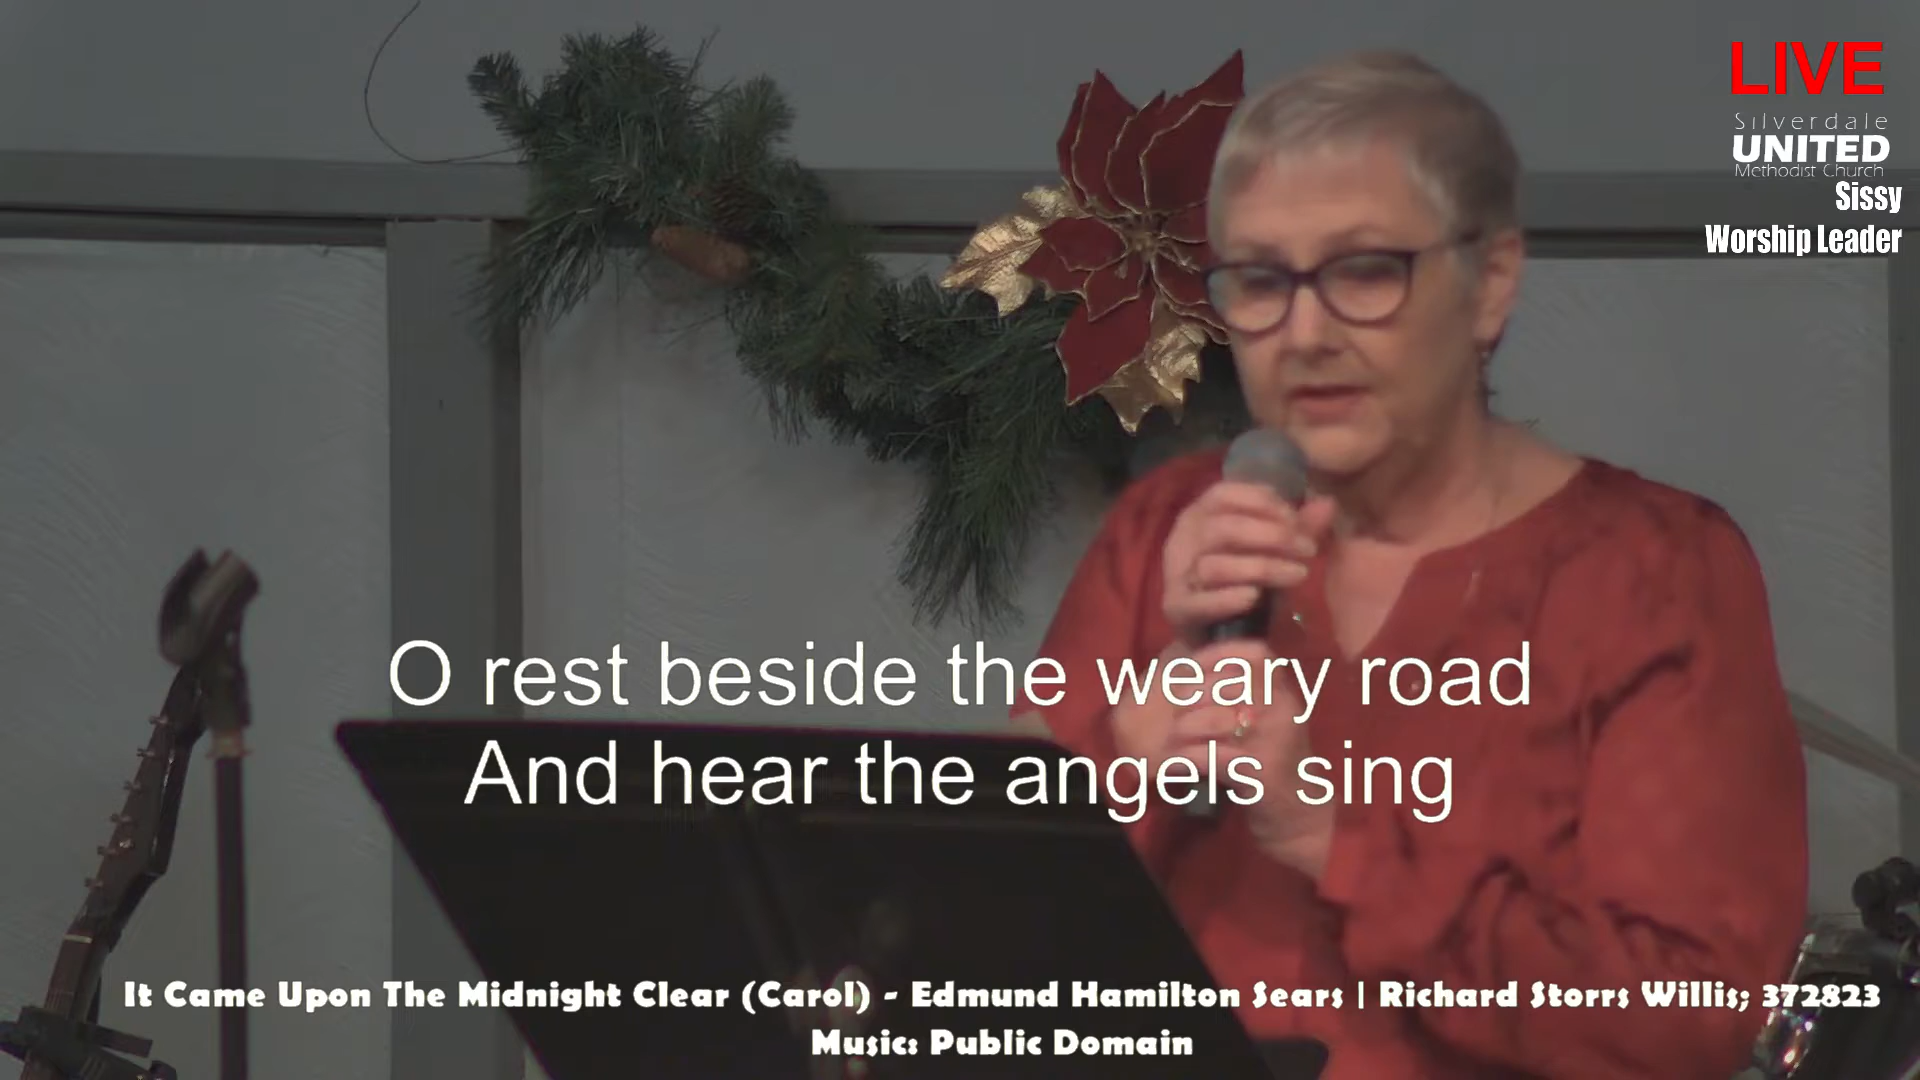 LIVE
Silverdale
UNITED
Methodist Church
Sissy
Worship Leader
O rest beside the weary road
And hear the angels sing
It Came Upon The Midnight Clear (Carol) - Edmund Hamilton Sears | Richard Storrs Willis; 372823
Music: Public Domain